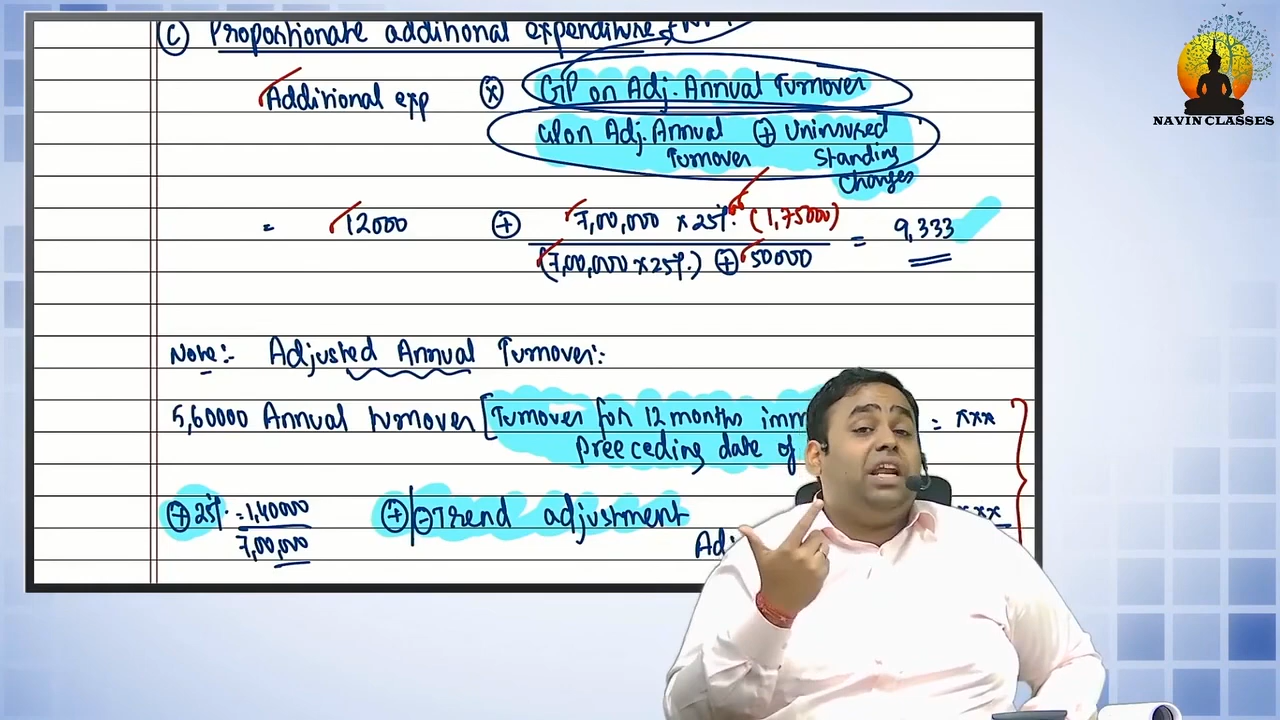 (C) Proportionate additional expenditure
Additional exp ⊗ GP on Adj. Annual Turnover
GP on Adj. Annual ⊕ Uninsured
Turnover Standing
Charges
= 12000 ⊕ 7,00,000 × 25%. (1,75000) = 9,333
(7,00,000 × 25%.) ⊕ 50000
Note:- Adjusted Annual Turnover:-
5,60000 Annual turnover [Turnover for 12 months imm = ×××
preeceding date of
⊕ 25%. = 1,40000 ⊕|⊖ Trend adjustment ×××
7,00,000 Adj
NAVIN CLASSES